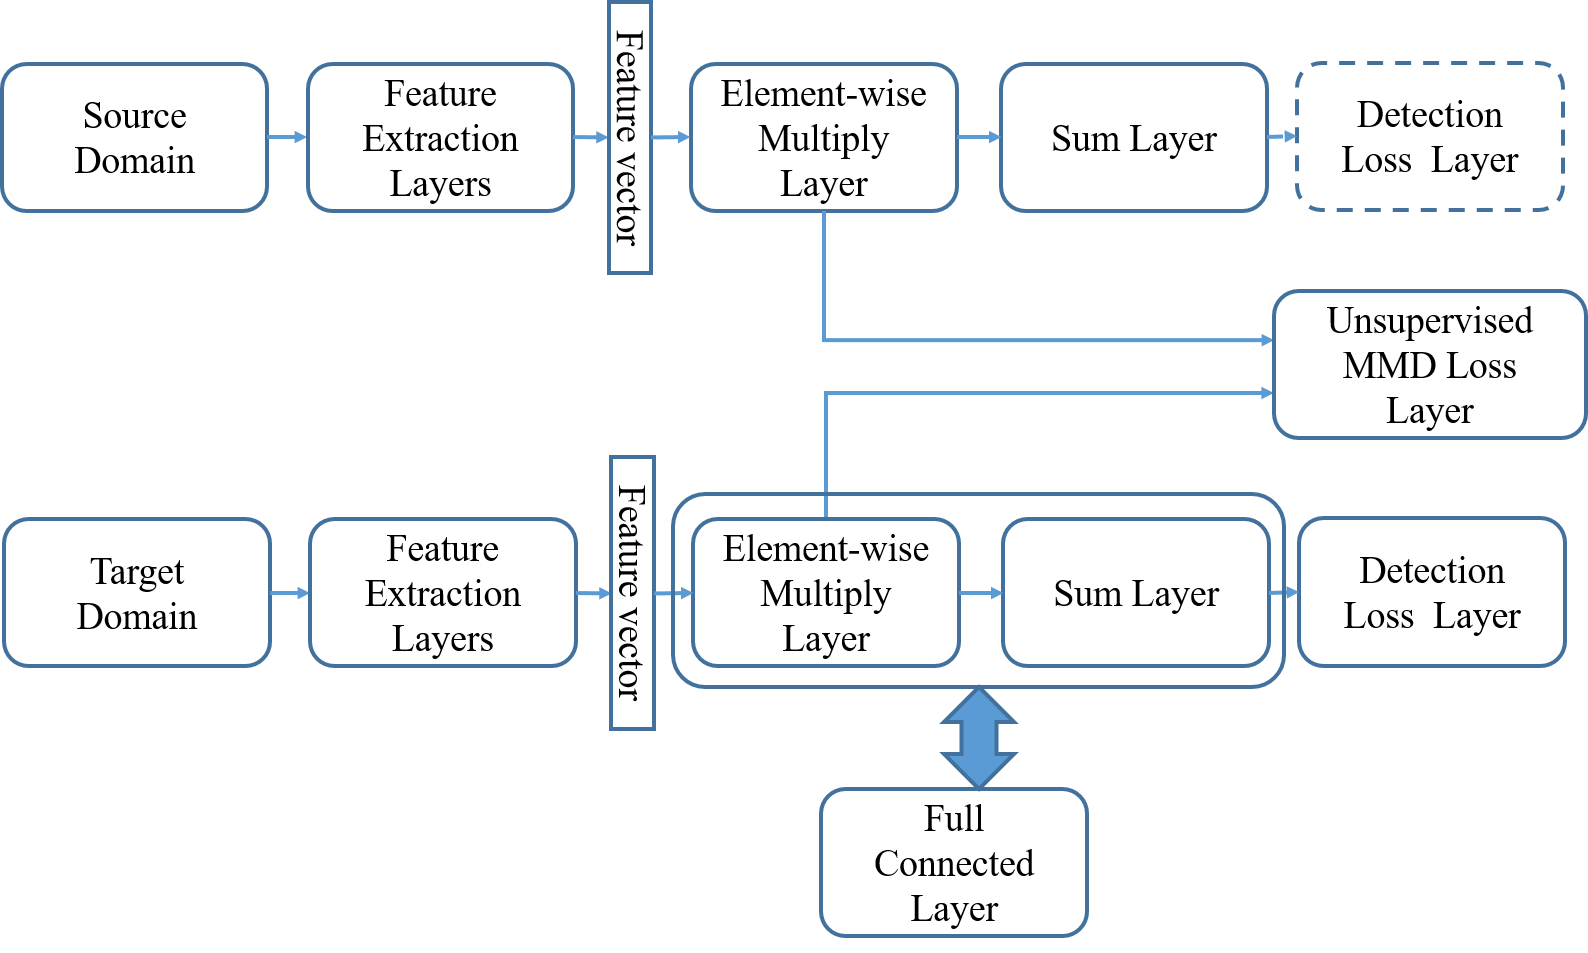 Source
Domain
Feature
Extraction
Layers
Feature vector
Element-wise
Multiply
Layer
Sum Layer
Detection
Loss Layer
Unsupervised
MMD Loss
Layer
Target
Domain
Feature
Extraction
Layers
Feature vector
Element-wise
Multiply
Layer
Sum Layer
Detection
Loss Layer
Full
Connected
Layer